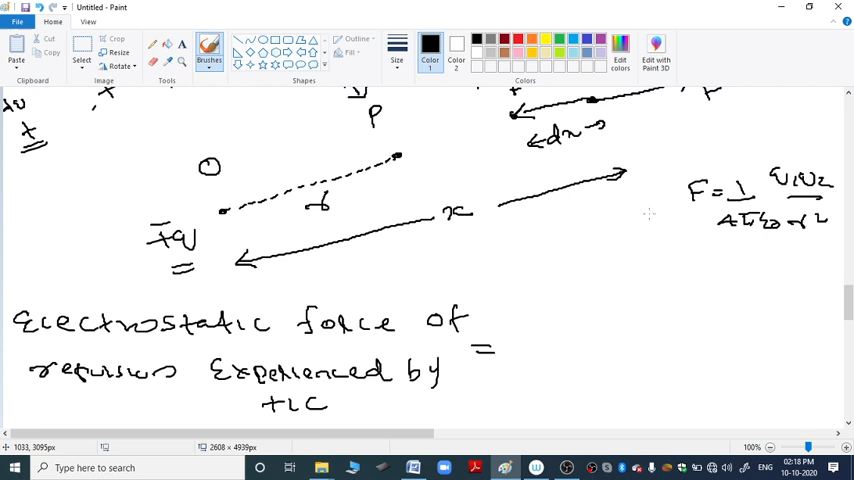 Untitled - Paint
File
Home
View
Paste
Cut
Copy
Clipboard
Select
Crop
Resize
Rotate
Image
Tools
Brushes
Shapes
Outline
Fill
Size
Color 1
Color 2
Colors
Edit colors
Edit with Paint 3D
P
dx
O
r
x
+q
F = 1 q1q2
4πε0 r2
Electrostatic force of
repulsion Experienced by =
+1C
1033, 3095px
2608 × 4939px
100%
Type here to search
ENG
02:18 PM
10-10-2020